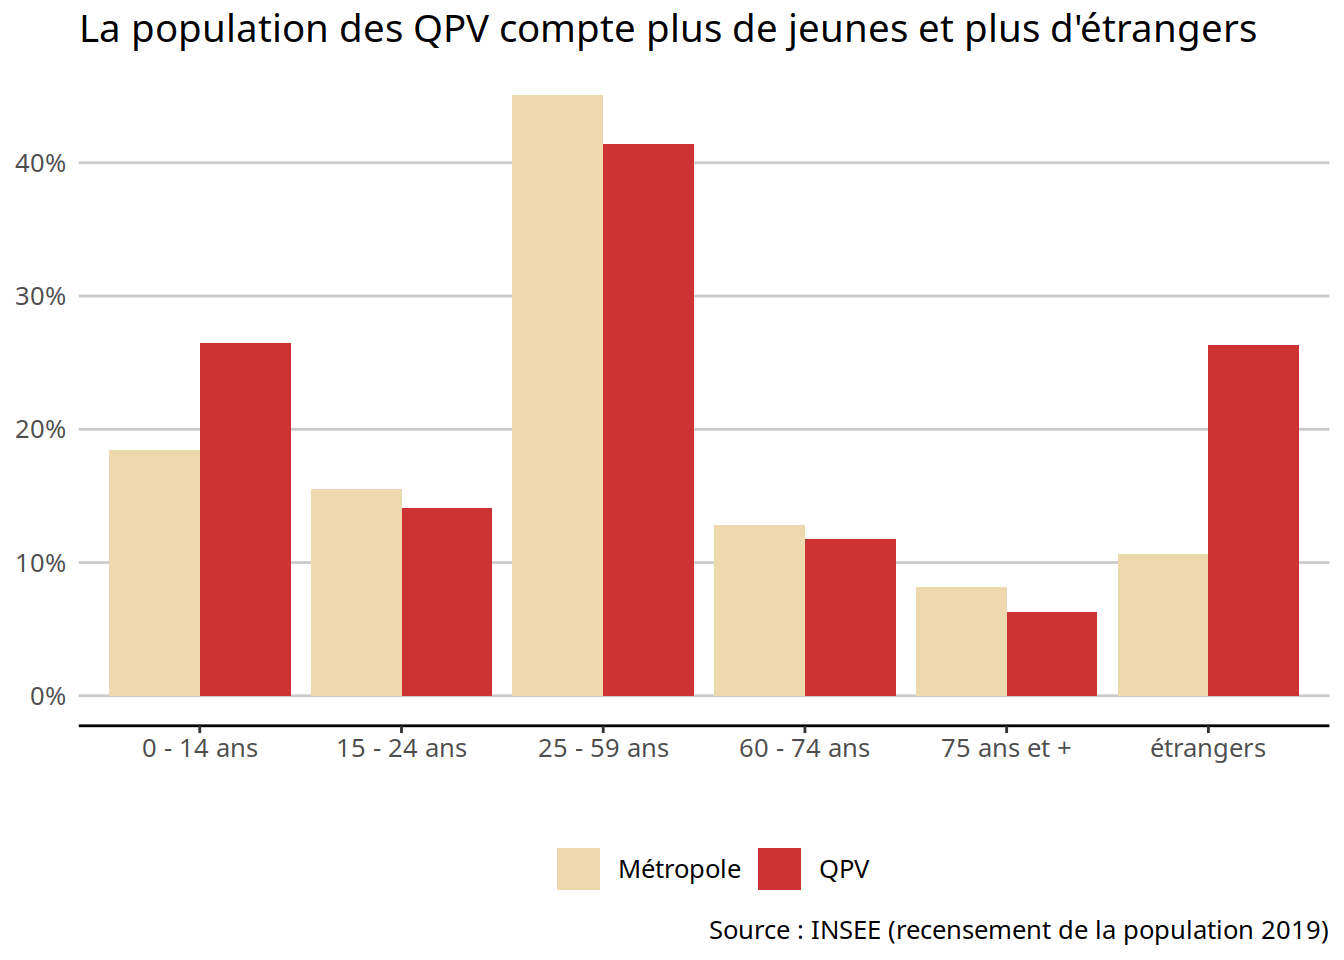 La population des QPV compte plus de jeunes et plus d'étrangers
40%
30%
20%
10%
0%
0 - 14 ans
15 - 24 ans
25 - 59 ans
60 - 74 ans
75 ans et +
étrangers
Métropole
QPV
Source : INSEE (recensement de la population 2019)